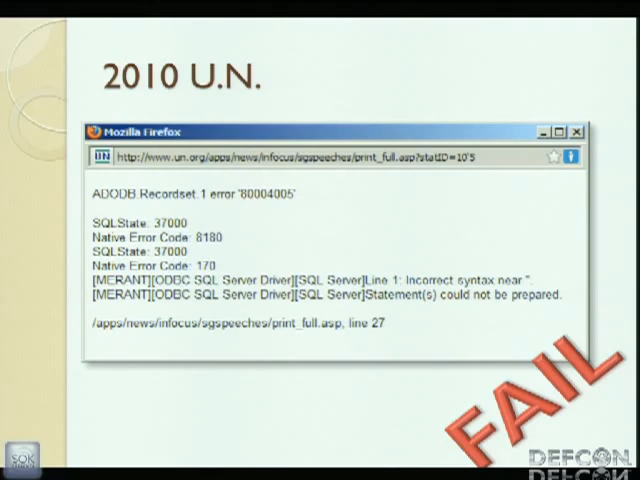 2010 U.N.
Mozilla Firefox
UN
http://www.un.org/apps/news/infocus/sgspeeches/print_full.asp?statID=10'5
ADODB.Recordset.1 error '80004005'
SQLState: 37000
Native Error Code: 8180
SQLState: 37000
Native Error Code: 170
[MERANT][ODBC SQL Server Driver][SQL Server]Line 1: Incorrect syntax near ''.
[MERANT][ODBC SQL Server Driver][SQL Server]Statement(s) could not be prepared.
/apps/news/infocus/sgspeeches/print_full.asp, line 27
FAIL
DEFCON
DEFCON
SOK